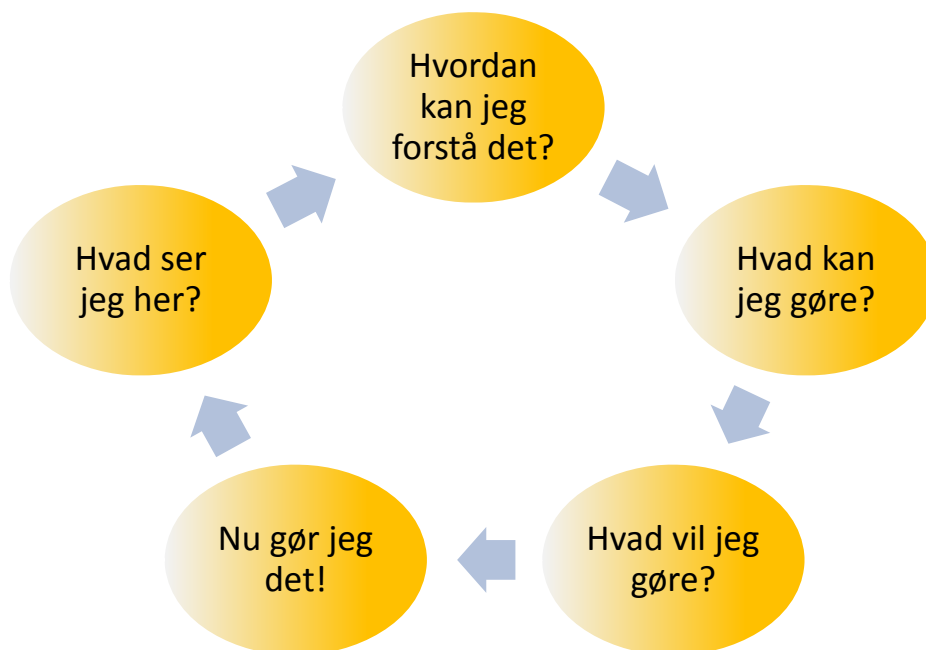 Hvordan
kan jeg
forstå det?
Hvad kan
jeg gøre?
Hvad vil jeg
gøre?
Nu gør jeg
det!
Hvad ser
jeg her?